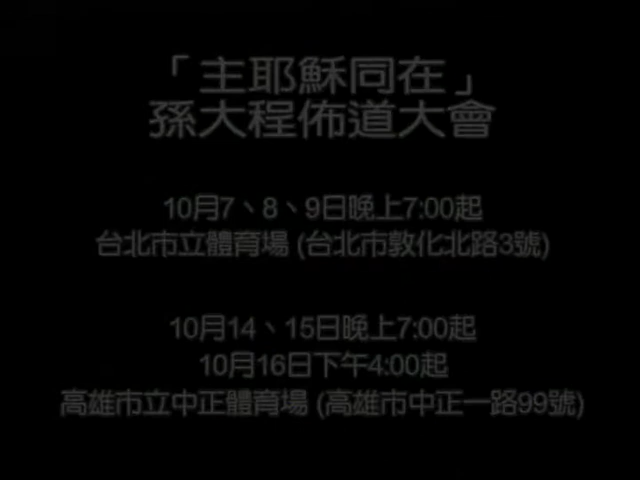 「主耶穌同在」
孫大程佈道大會
10月7、8、9日晚上7:00起
台北市立體育場 (台北市敦化北路3號)
10月14、15日晚上7:00起
10月16日下午4:00起
高雄市立中正體育場 (高雄市中正一路99號)